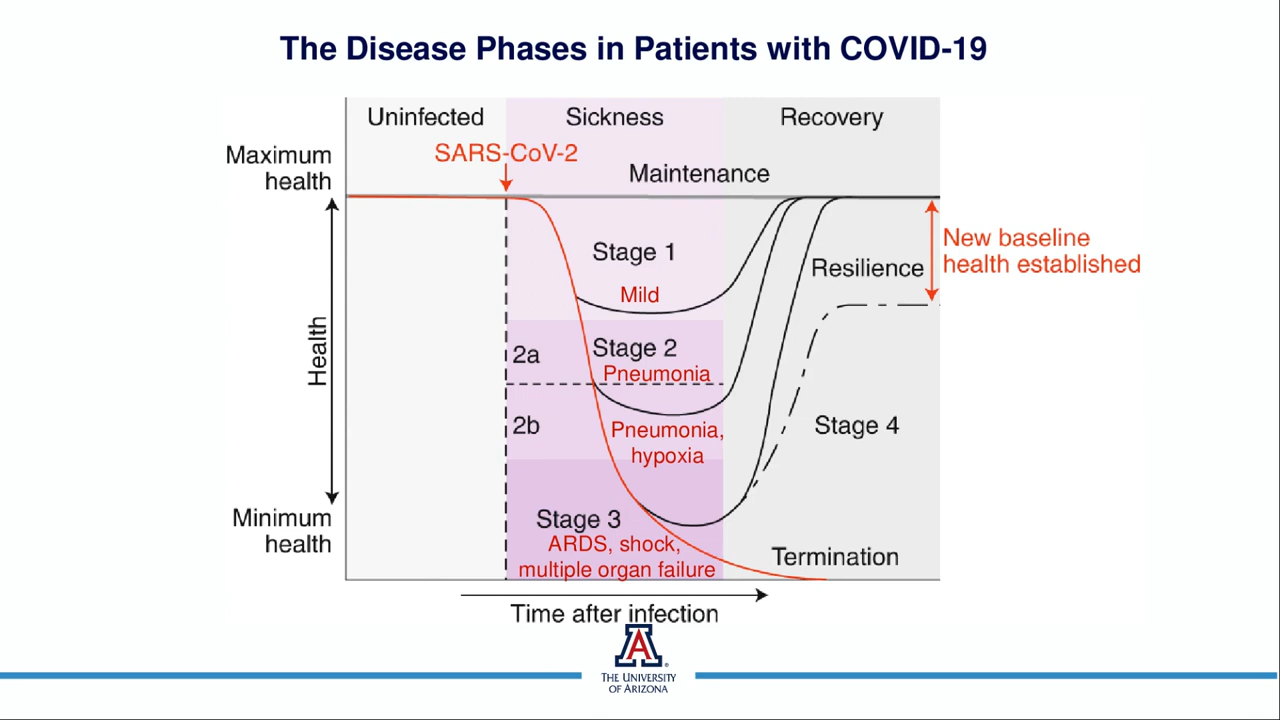 The Disease Phases in Patients with COVID-19
Uninfected
Sickness
Recovery
SARS-CoV-2
Maximum
health
Maintenance
New baseline
health established
Stage 1
Resilience
Mild
Health
2a
Stage 2
Pneumonia
2b
Pneumonia,
hypoxia
Stage 4
Minimum
health
Stage 3
ARDS, shock,
multiple organ failure
Termination
Time after infection
A
THE UNIVERSITY
OF ARIZONA